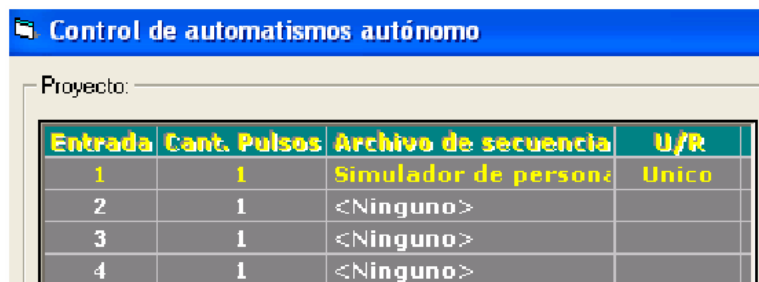 Control de automatismos autónomo
Proyecto:
Entrada Cant. Pulsos Archivo de secuencia U/R
1 1 Simulador de persona Unico
2 1 <Ninguno>
3 1 <Ninguno>
4 1 <Ninguno>